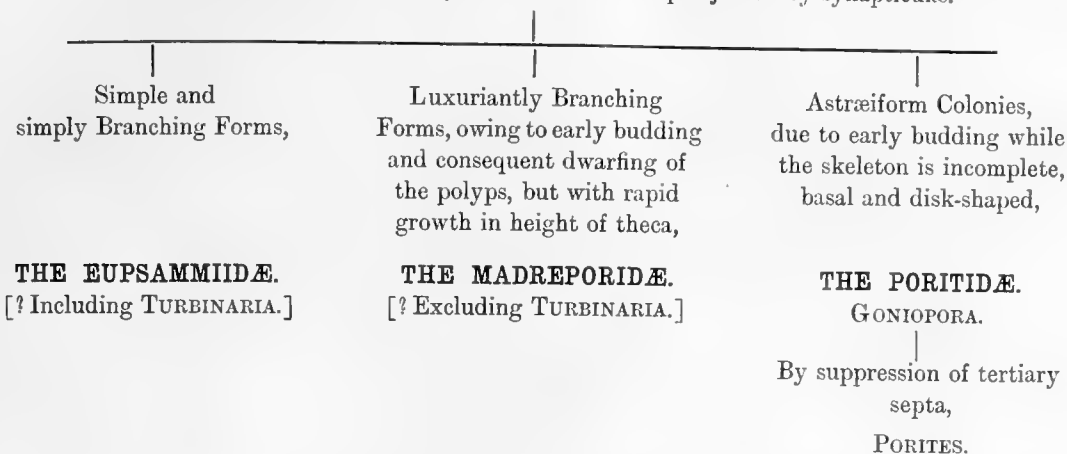 Simple and
simply Branching Forms,
THE EUPSAMMIIDÆ.
[? Including TURBINARIA.]
Luxuriantly Branching
Forms, owing to early budding
and consequent dwarfing of
the polyps, but with rapid
growth in height of theca,
THE MADREPORIDÆ.
[? Excluding TURBINARIA.]
Astræiform Colonies,
due to early budding while
the skeleton is incomplete,
basal and disk-shaped,
THE PORITIDÆ.
GONIOPORA.
By suppression of tertiary
septa,
PORITES.